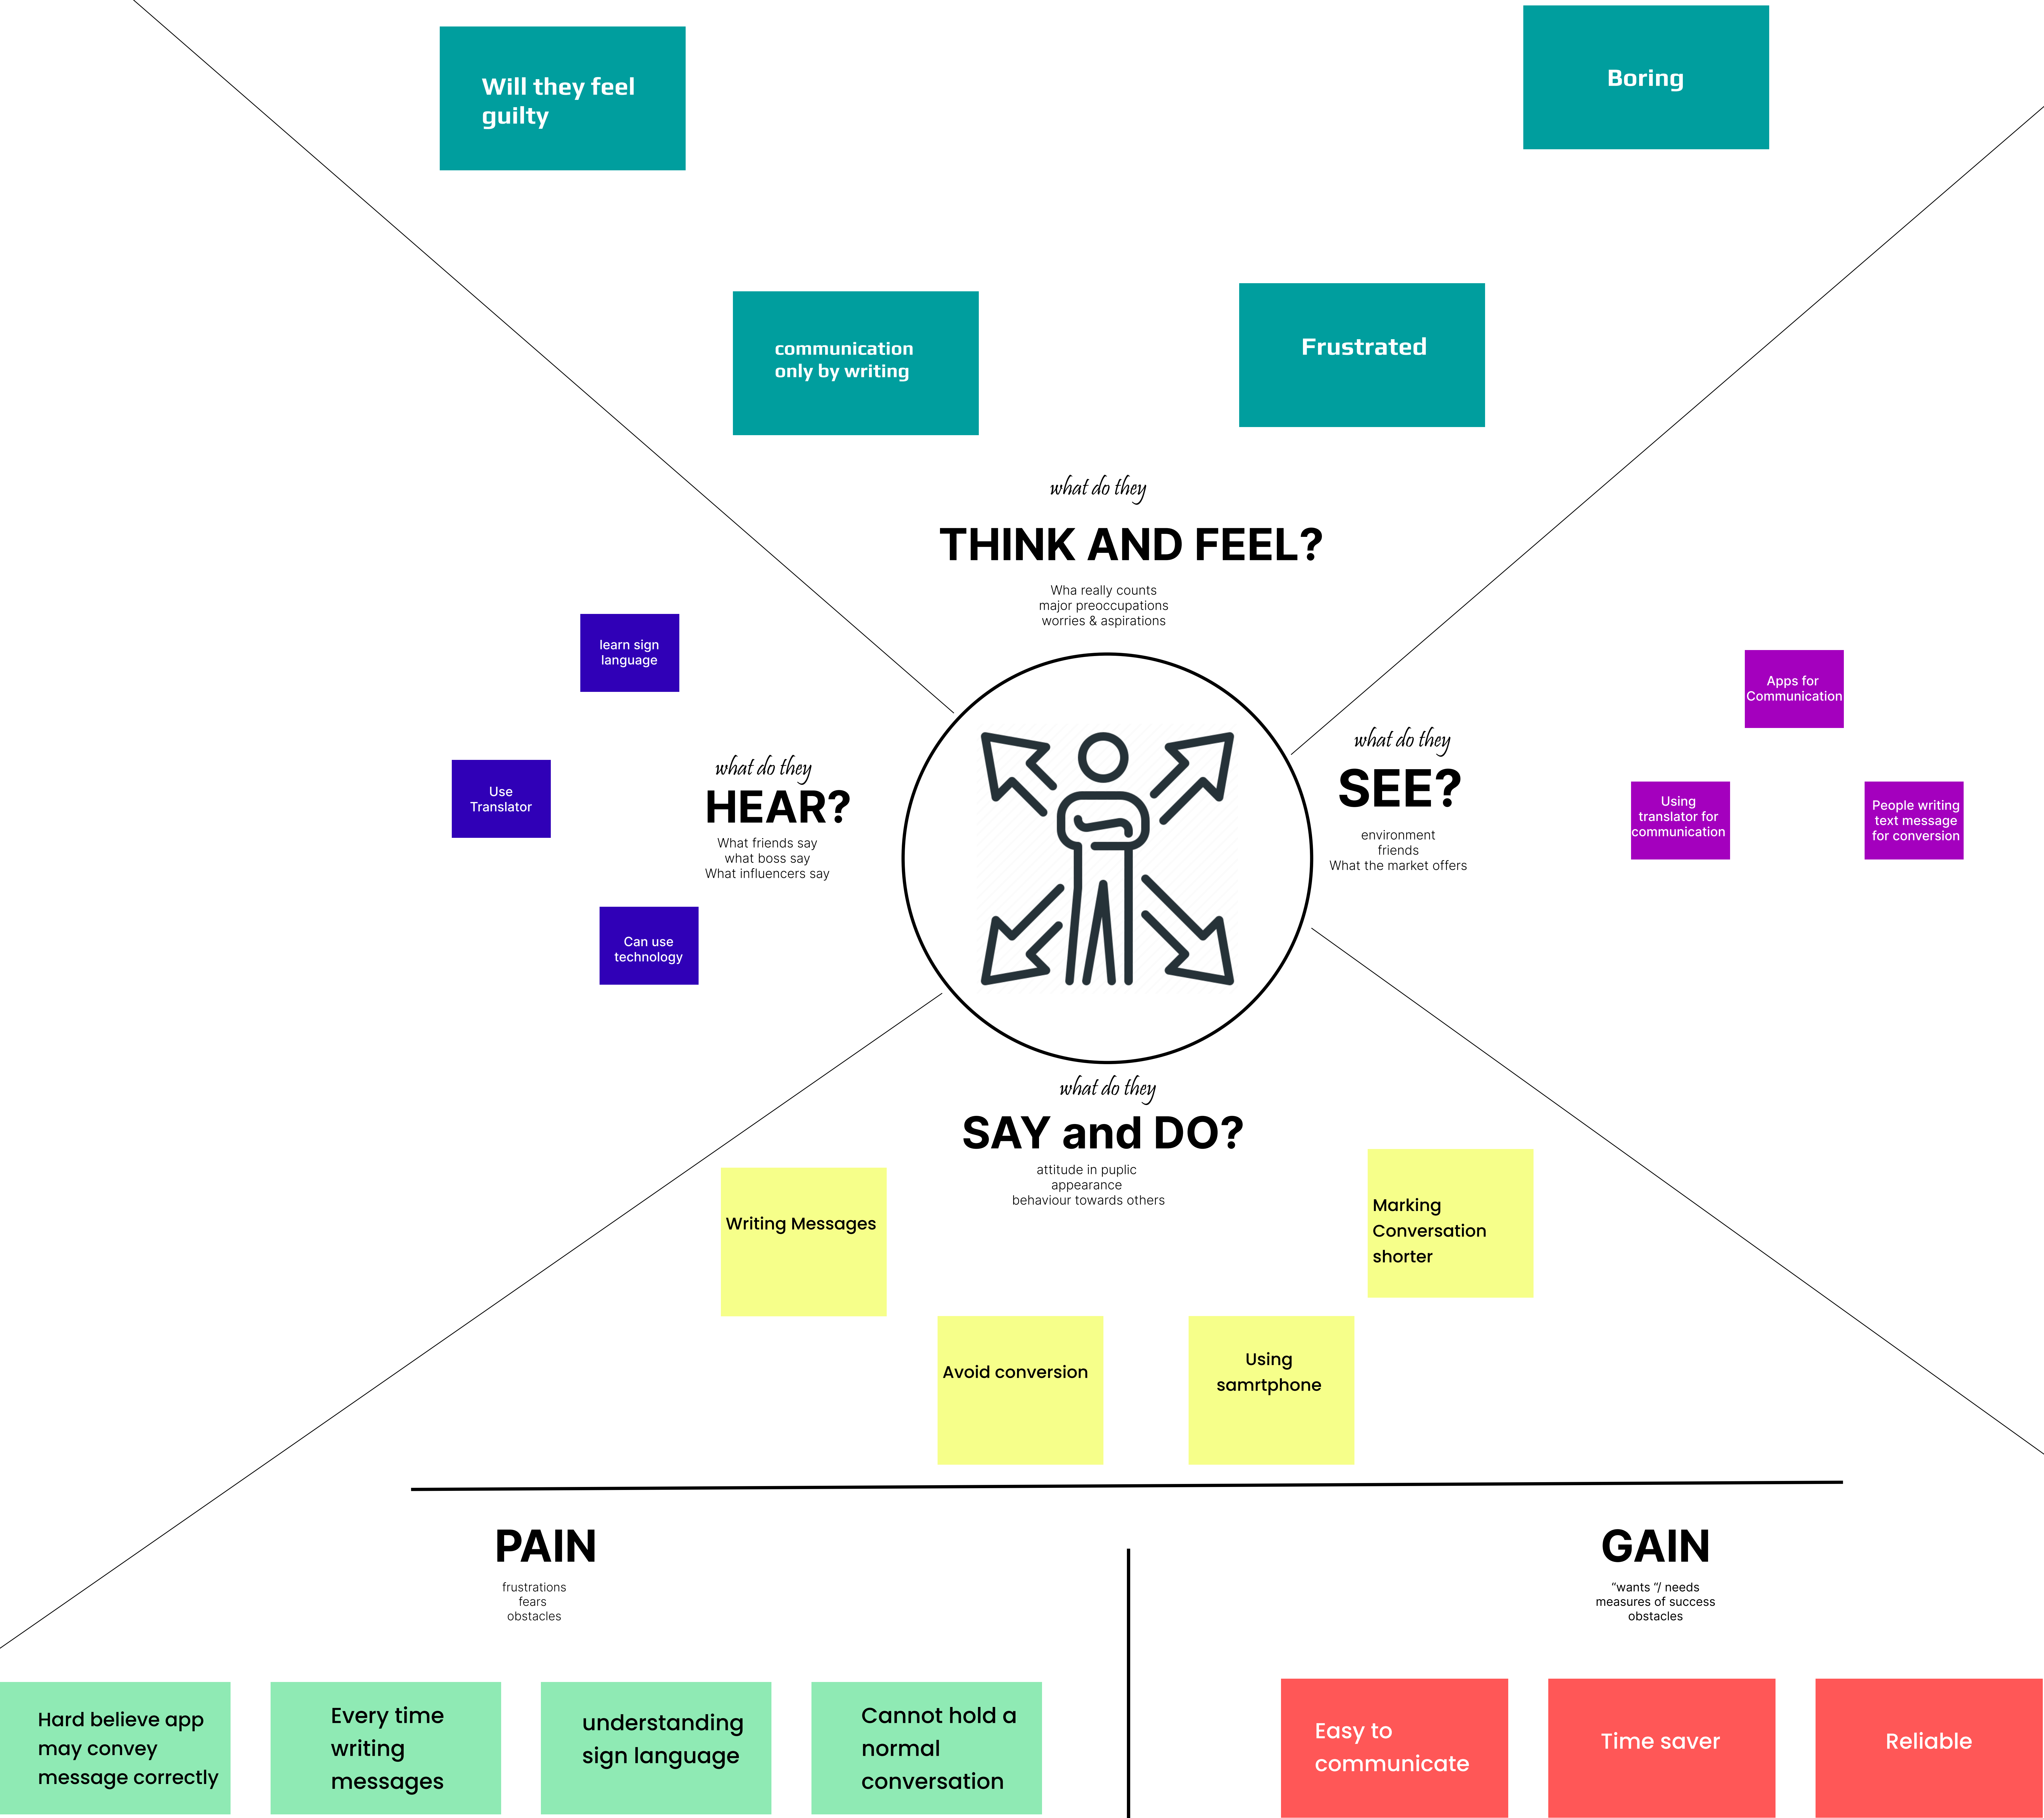 Will they feel
guilty
Boring
communication
only by writing
Frustrated
what do they
THINK AND FEEL?
Wha really counts
major preoccupations
worries & aspirations
learn sign
language
Use
Translator
Can use
technology
what do they
HEAR?
What friends say
what boss say
What influencers say
what do they
SEE?
environment
friends
What the market offers
Apps for
Communication
Using
translator for
communication
People writing
text message
for conversion
what do they
SAY and DO?
attitude in puplic
appearance
behaviour towards others
Writing Messages
Avoid conversion
Using
samrtphone
Marking
Conversation
shorter
PAIN
frustrations
fears
obstacles
Hard believe app
may convey
message correctly
Every time
writing
messages
understanding
sign language
Cannot hold a
normal
conversation
GAIN
“wants “/ needs
measures of success
obstacles
Easy to
communicate
Time saver
Reliable